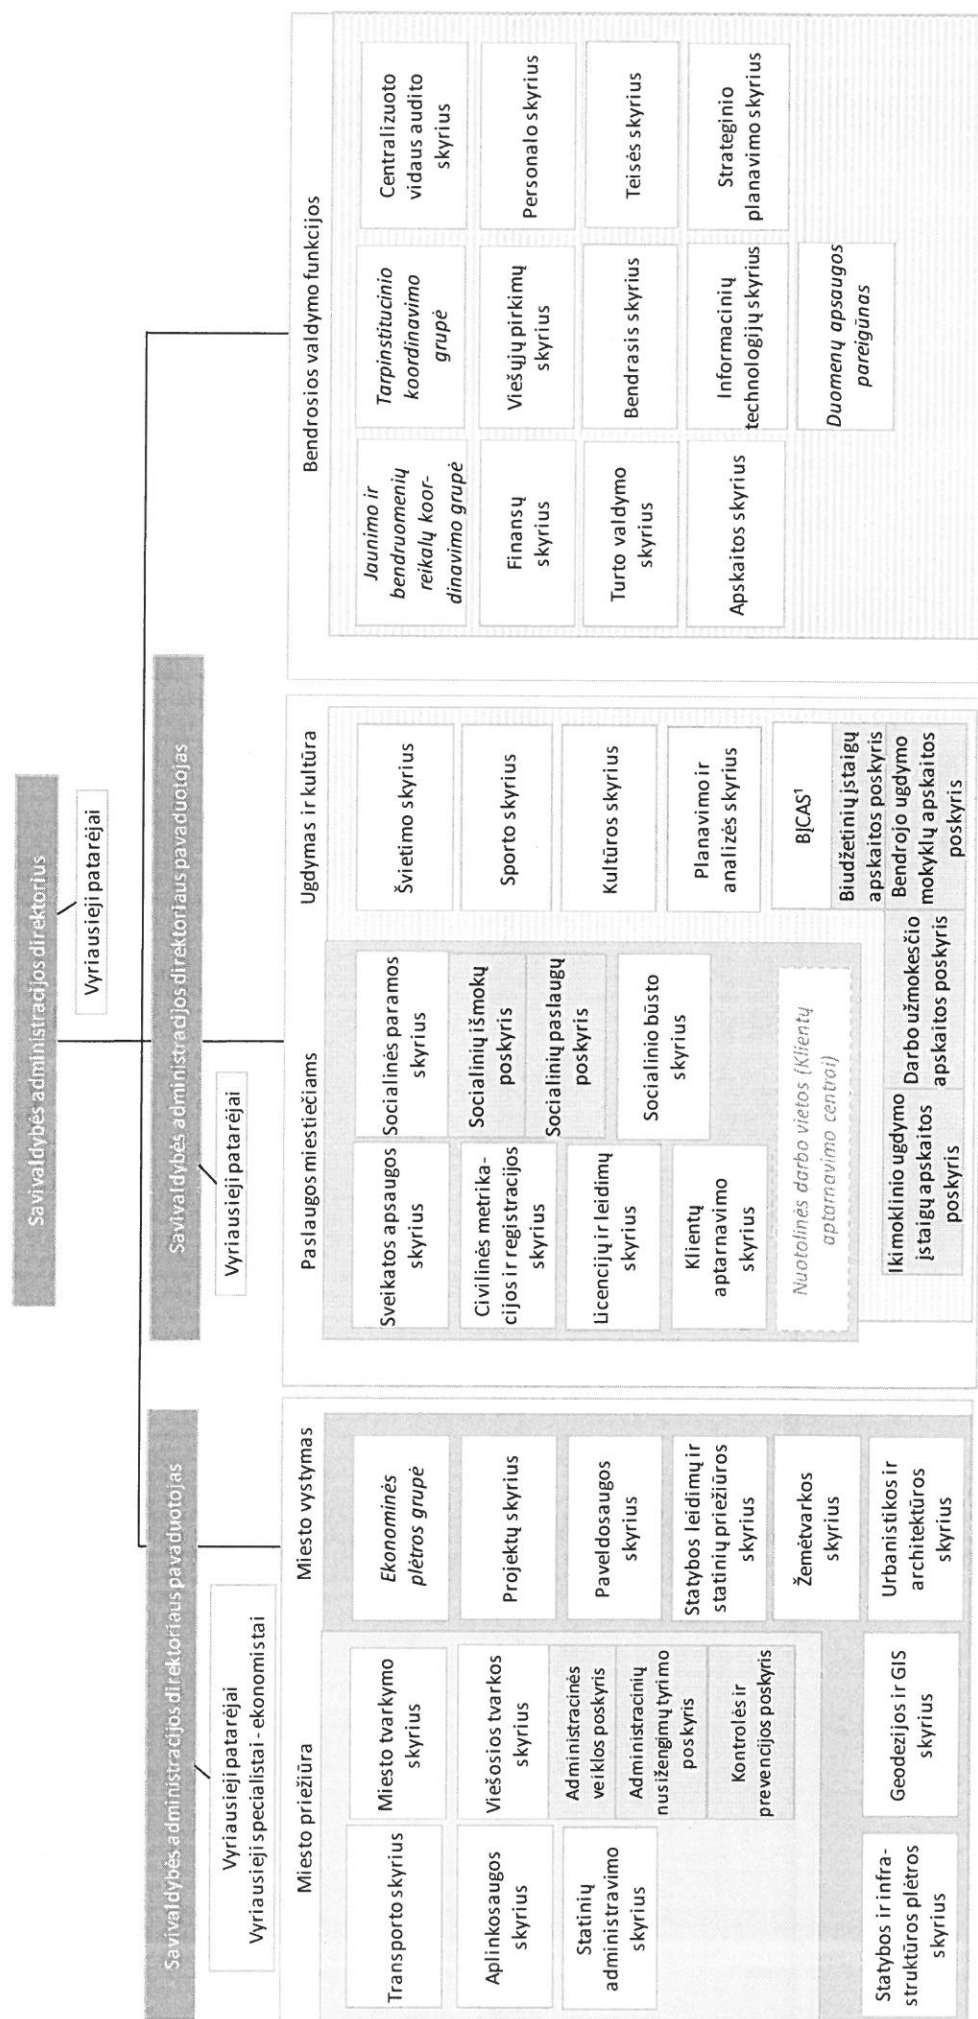 Savivaldybės administracijos direktorius
Vyriausieji patarėjai
Savivaldybės administracijos direktoriaus pavaduotojas
Vyriausieji patarėjai
Vyriausieji specialistai - ekonomistai
Savivaldybės administracijos direktoriaus pavaduotojas
Vyriausieji patarėjai
Miesto priežiūra
Transporto skyrius
Miesto tvarkymo
skyrius
Aplinkosaugos
skyrius
Viešosios tvarkos
skyrius
Administracinės
veiklos poskyris
Administracinių
nusižengimų tyrimo
poskyris
Kontrolės ir
prevencijos poskyris
Statinių
administravimo
skyrius
Miesto vystymas
Ekonominės
plėtros grupė
Projektų skyrius
Paveldosaugos
skyrius
Statybos leidimų ir
statinių priežiūros
skyrius
Žemėtvarkos
skyrius
Statybos ir infra-
struktūros plėtros
skyrius
Geodezijos ir GIS
skyrius
Urbanistikos ir
architektūros
skyrius
Paslaugos miestiečiams
Sveikatos apsaugos
skyrius
Socialinės paramos
skyrius
Socialinių išmokų
poskyris
Socialinių paslaugų
poskyris
Civilinės metrika-
cijos ir registracijos
skyrius
Licencijų ir leidimų
skyrius
Socialinio būsto
skyrius
Klientų
aptarnavimo
skyrius
Nuotolinės darbo vietos (Klientų
aptarnavimo centrai)
Ugdymas ir kultūra
Švietimo skyrius
Sporto skyrius
Kultūros skyrius
Planavimo ir
analizės skyrius
BĮCAS¹
Biudžetinių įstaigų
apskaitos poskyris
Ikimoklinio ugdymo
įstaigų apskaitos
poskyris
Darbo užmokesčio
apskaitos poskyris
Bendrojo ugdymo
mokyklų apskaitos
poskyris
Bendrosios valdymo funkcijos
Jaunimo ir
bendruomenių
reikalų koor-
dinavimo grupė
Tarpinstitucinio
koordinavimo
grupė
Centralizuoto
vidaus audito
skyrius
Finansų
skyrius
Viešųjų pirkimų
skyrius
Personalo skyrius
Turto valdymo
skyrius
Bendrasis skyrius
Teisės skyrius
Apskaitos skyrius
Informacinių
technologijų skyrius
Strateginio
planavimo skyrius
Duomenų apsaugos
pareigūnas